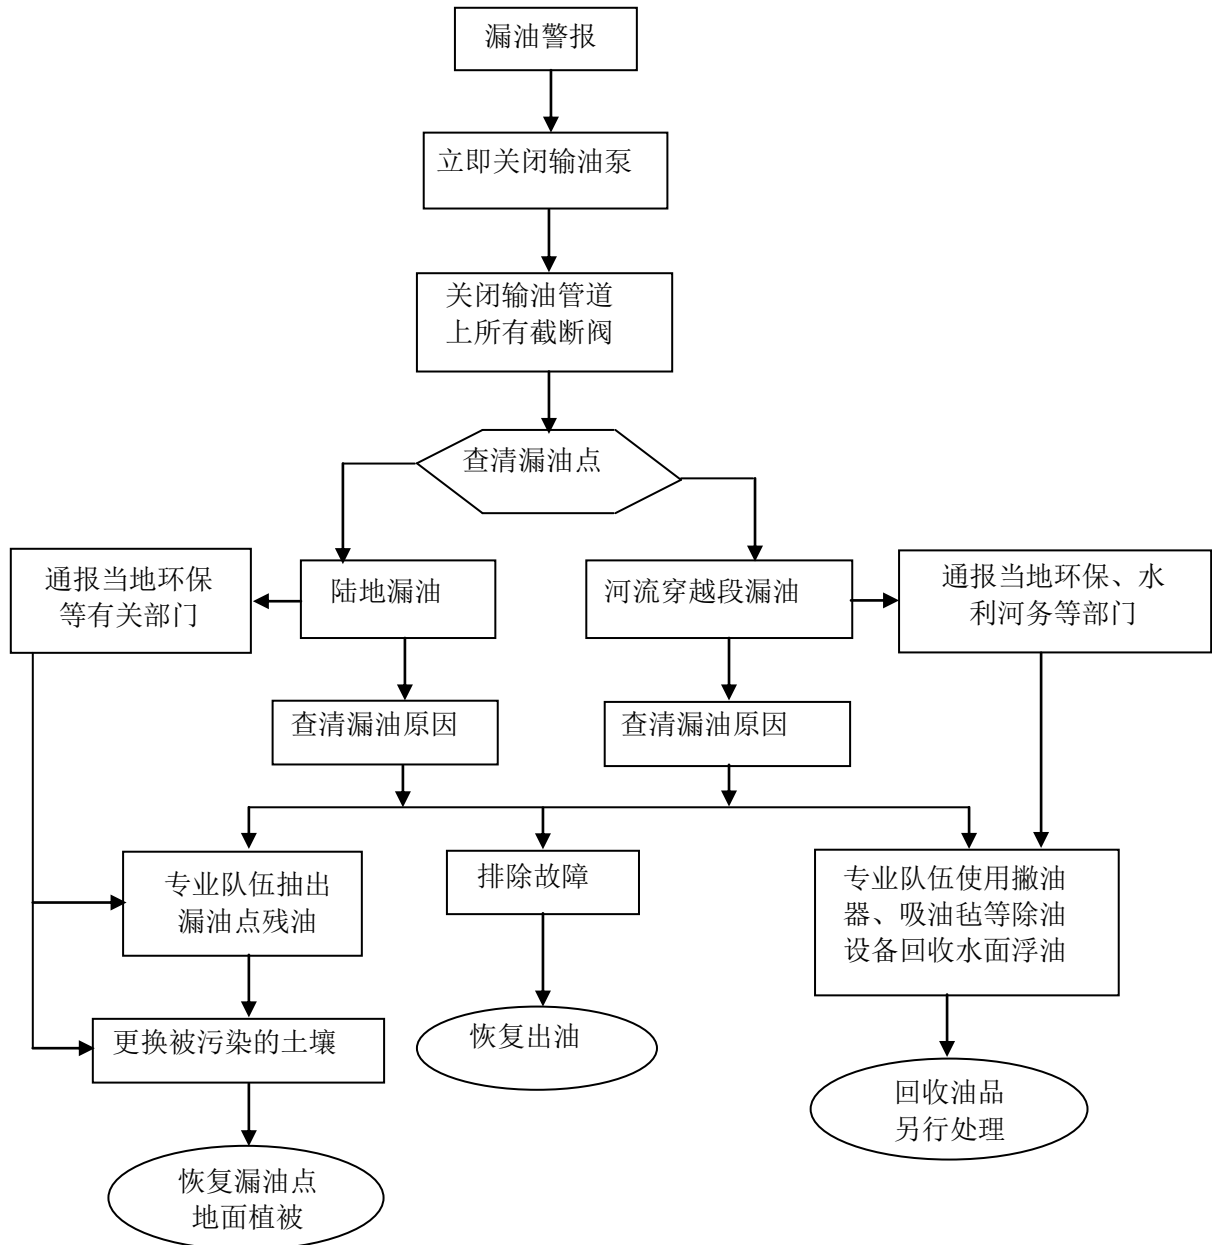 漏油警报
立即关闭输油泵
关闭输油管道
上所有截断阀
查清漏油点
通报当地环保
等有关部门
陆地漏油
河流穿越段漏油
通报当地环保、水
利河务等部门
查清漏油原因
查清漏油原因
专业队伍抽出
漏油点残油
排除故障
专业队伍使用撇油
器、吸油毡等除油
设备回收水面浮油
更换被污染的土壤
恢复出油
回收油品
另行处理
恢复漏油点
地面植被